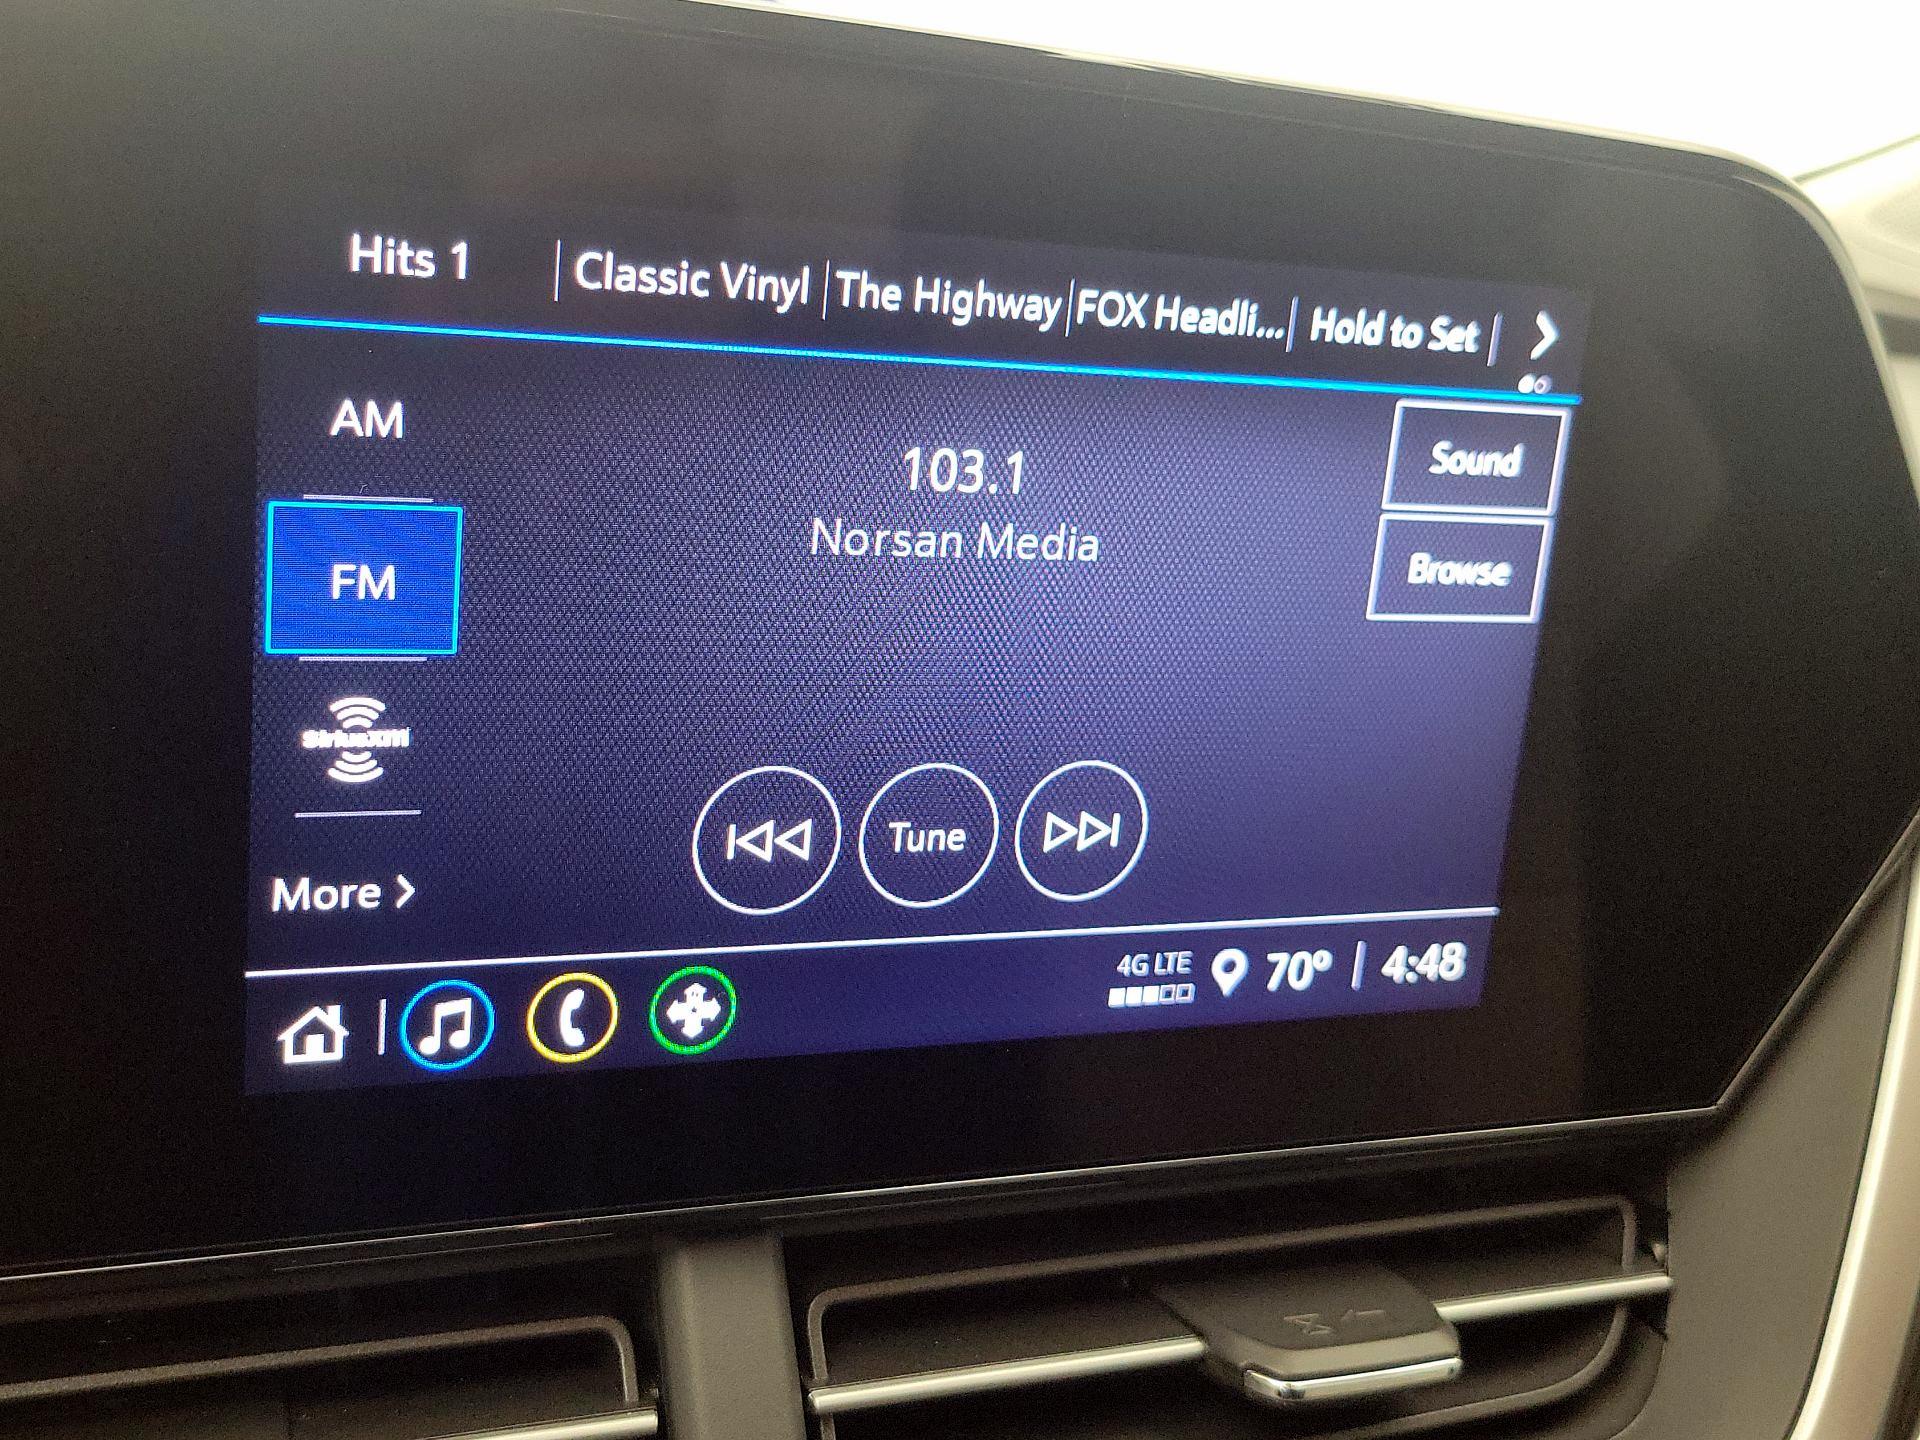 Hits 1 Classic Vinyl The Highway FOX Headli... Hold to Set
AM
103.1
Sound
Norsan Media
Browse
FM
siriusxm
Tune
More
4G LTE 70° 4:48